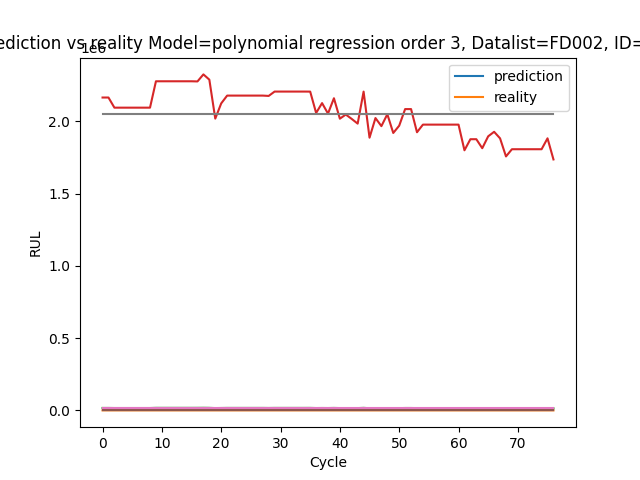 ediction vs reality Model=polynomial regression order 3, Datalist=FD002, ID=
1e6
prediction
reality
2.0
1.5
1.0
0.5
0.0
RUL
0 10 20 30 40 50 60 70
Cycle